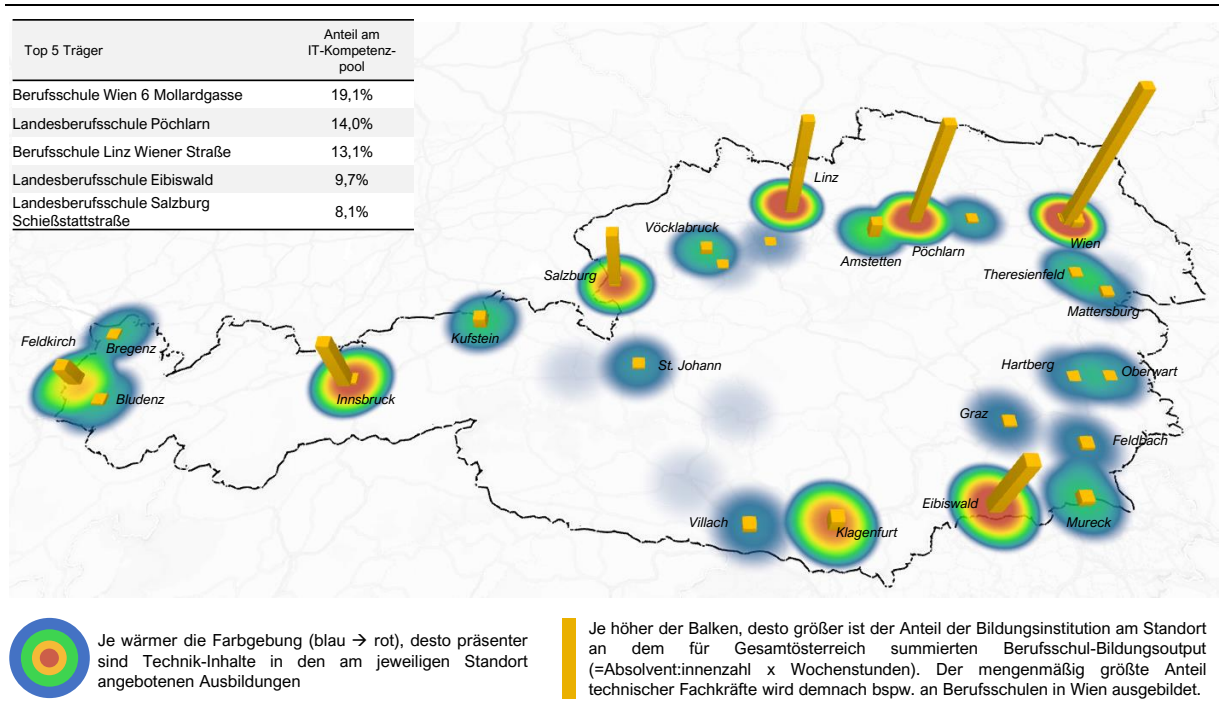 Top 5 Träger
Anteil am
IT-Kompetenz-
pool
Berufsschule Wien 6 Mollardgasse 19,1%
Landesberufsschule Pöchlarn 14,0%
Berufsschule Linz Wiener Straße 13,1%
Landesberufsschule Eibiswald 9,7%
Landesberufsschule Salzburg
Schießstattstraße 8,1%
Linz
Vöcklabruck
Salzburg
Amstetten
Pöchlarn
Wien
Theresienfeld
Mattersburg
Feldkirch
Bregenz
Bludenz
Innsbruck
Kufstein
St. Johann
Hartberg
Oberwart
Graz
Feldbach
Eibiswald
Mureck
Villach
Klagenfurt
Je wärmer die Farbgebung (blau → rot), desto präsenter
sind Technik-Inhalte in den am jeweiligen Standort
angebotenen Ausbildungen
Je höher der Balken, desto größer ist der Anteil der Bildungsinstitution am Standort
an dem für Gesamtösterreich summierten Berufsschul-Bildungsoutput
(=Absolvent:innenzahl x Wochenstunden). Der mengenmäßig größte Anteil
technischer Fachkräfte wird demnach bspw. an Berufsschulen in Wien ausgebildet.